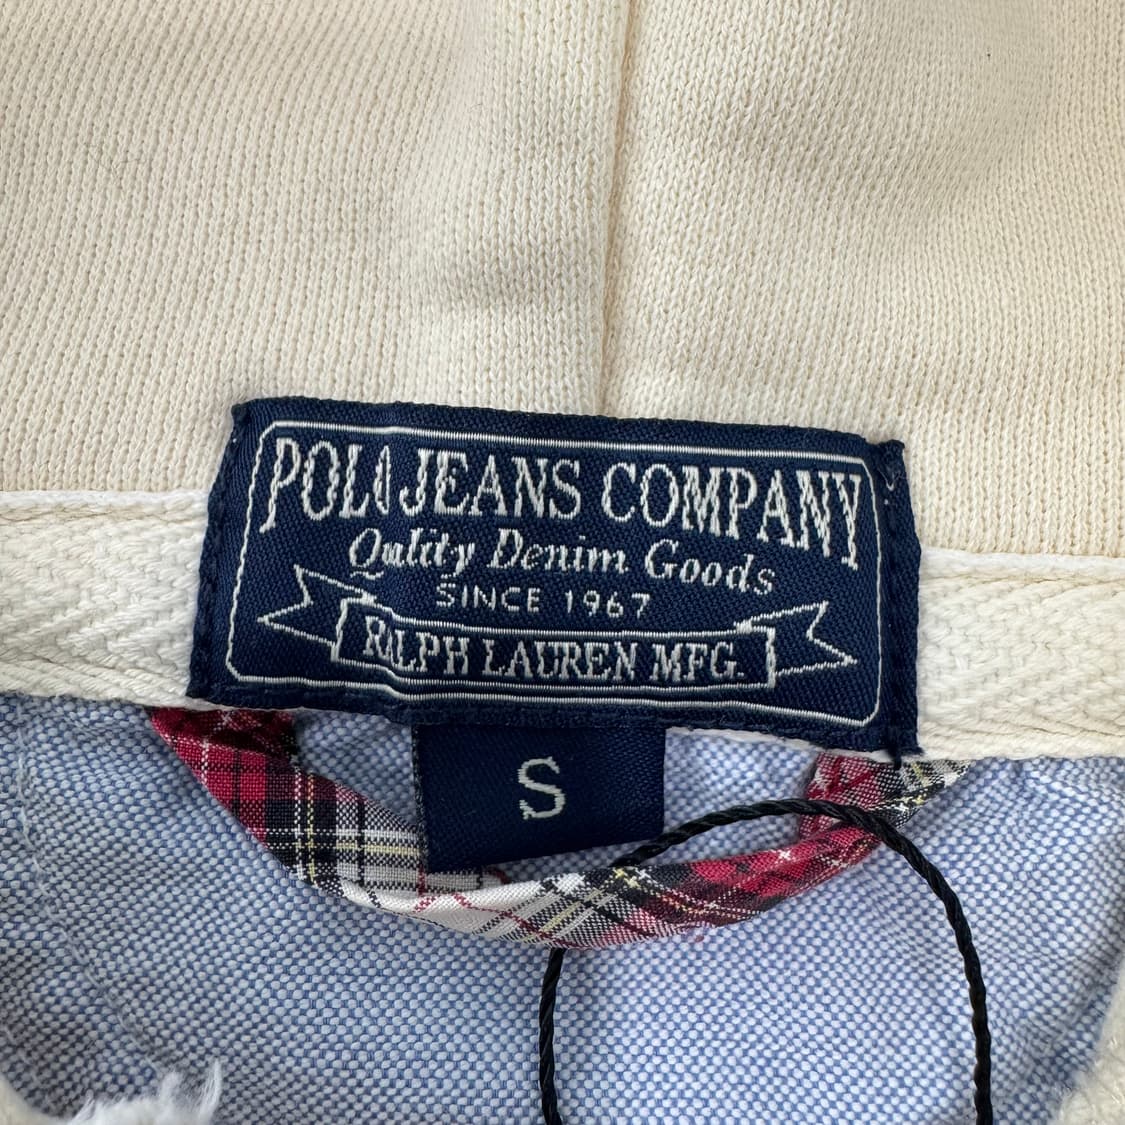 POLO JEANS COMPANY
Quality Denim Goods
SINCE 1967
RALPH LAUREN MFG.
S